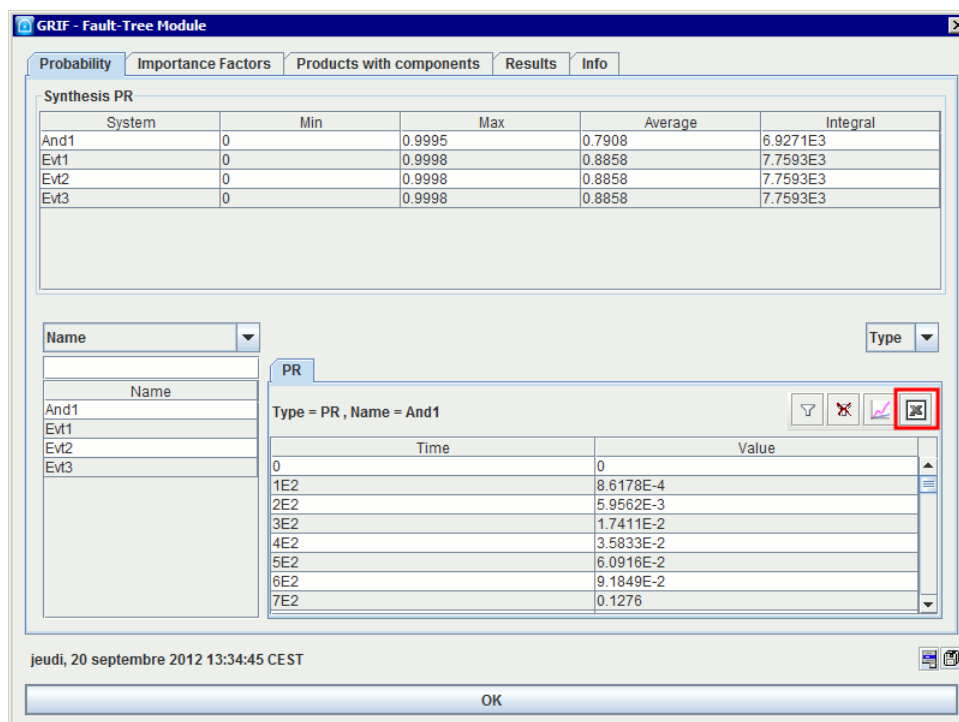 GRIF - Fault-Tree Module
Probability Importance Factors Products with components Results Info
Synthesis PR
System Min Max Average Integral
And1 0 0.9995 0.7908 6.9271E3
Evt1 0 0.9998 0.8858 7.7593E3
Evt2 0 0.9998 0.8858 7.7593E3
Evt3 0 0.9998 0.8858 7.7593E3
Name Type
PR
Name
And1
Evt1
Evt2
Evt3
Type = PR , Name = And1
Time Value
0 0
1E2 8.6178E-4
2E2 5.9562E-3
3E2 1.7411E-2
4E2 3.5833E-2
5E2 6.0916E-2
6E2 9.1849E-2
7E2 0.1276
jeudi, 20 septembre 2012 13:34:45 CEST
OK